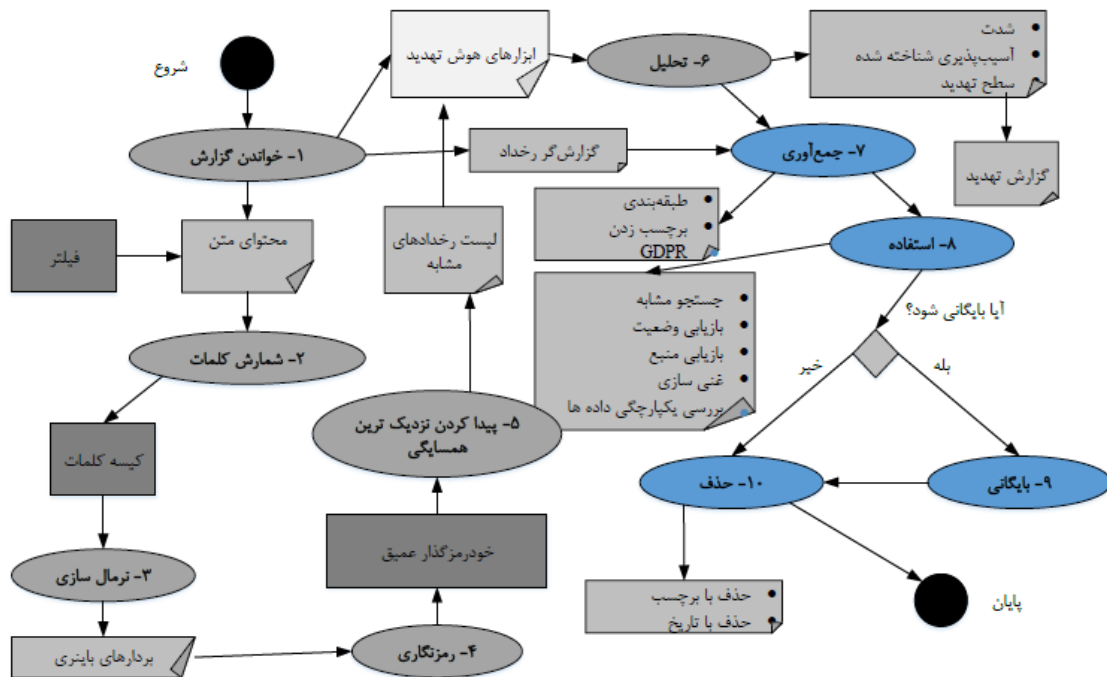 شروع
۱- خواندن گزارش
فیلتر
محتوای متن
۲- شمارش کلمات
کیسه کلمات
۳- نرمال سازی
بردارهای باینری
۴- رمزنگاری
خودرمزگذار عمیق
۵- پیدا کردن نزدیک ترین
همسایگی
لیست رخدادهای
مشابه
ابزارهای هوش تهدید
گزارش‌گر رخداد
۶- تحلیل
شدت
آسیب‌پذیری شناخته شده
سطح تهدید
گزارش تهدید
۷- جمع‌آوری
طبقه‌بندی
برچسب زدن
GDPR
۸- استفاده
جستجو مشابه
بازیابی وضعیت
بازیابی منبع
غنی سازی
بررسی یکپارچگی داده ها
آیا بایگانی شود؟
بله
خیر
۹- بایگانی
۱۰- حذف
حذف با برچسب
حذف با تاریخ
پایان